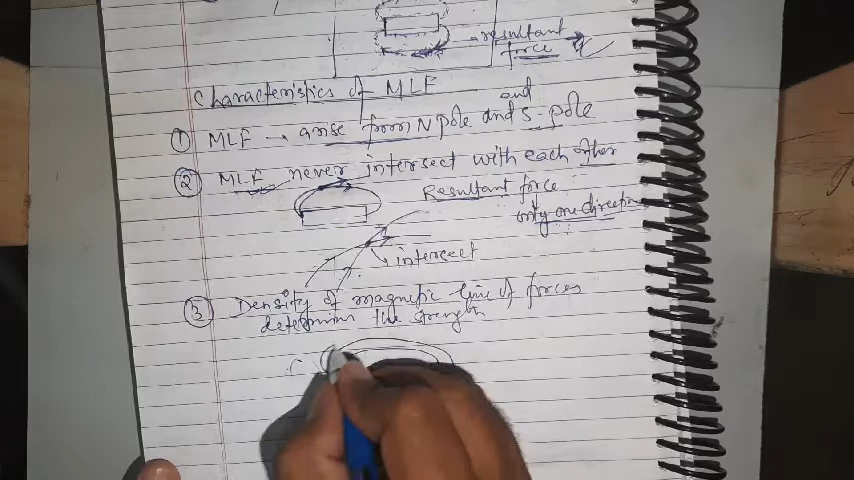 resultant
force
Characteristics of MLF
① MLF → arise from N pole and S-pole
and
② MLF never intersect with each other
Resultant force
only one direction
intersect
③ Density of magnetic line of forces
determines the strength